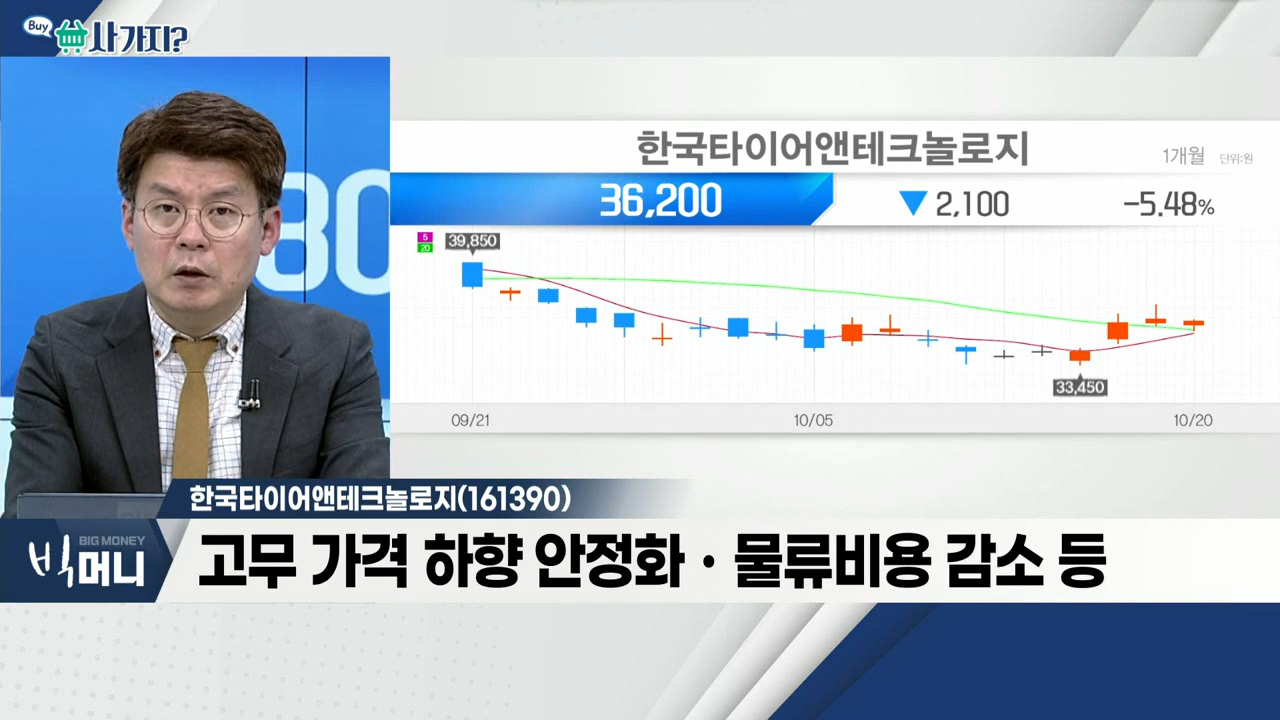 Buy 사 가지?
80
한국타이어앤테크놀로지
1개월 단위:원
36,200 ▼ 2,100 -5.48%
5
20
39,850
33,450
09/21 10/05 10/20
한국타이어앤테크놀로지(161390)
BIG MONEY
빅머니
고무 가격 하향 안정화 · 물류비용 감소 등